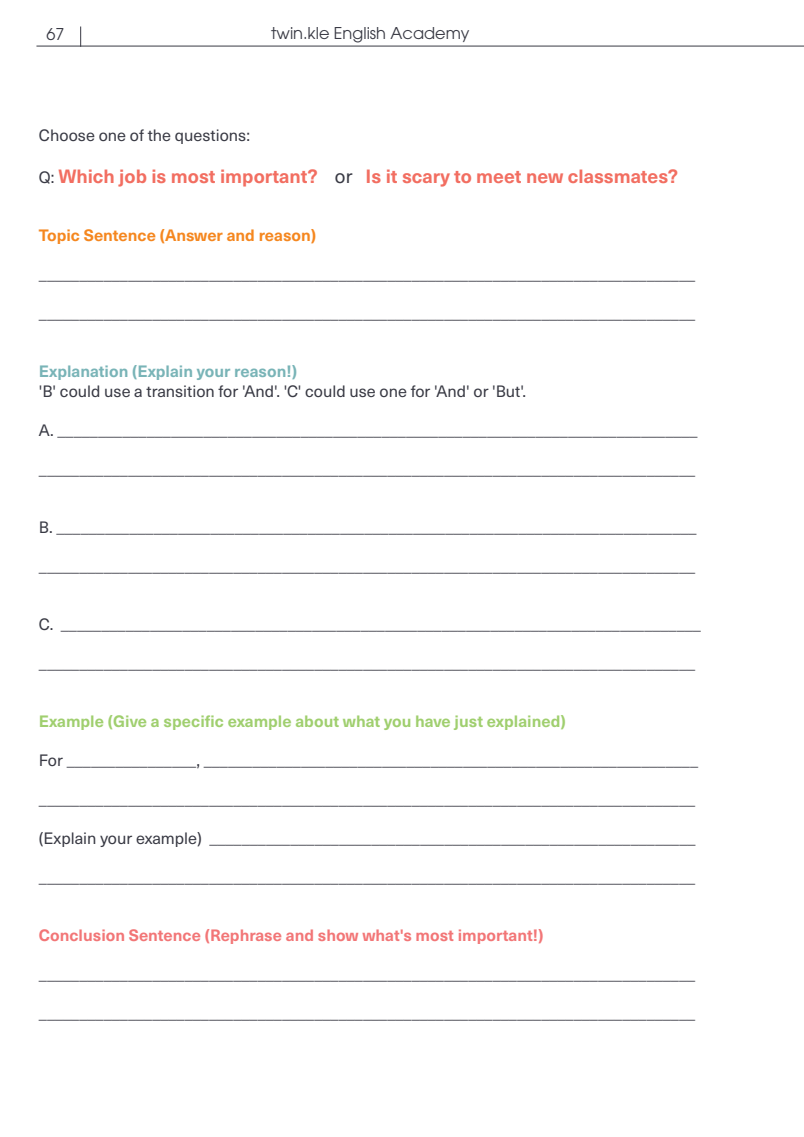 67 twin.kle English Academy
Choose one of the questions:
Q: Which job is most important? or Is it scary to meet new classmates?
Topic Sentence (Answer and reason)
Explanation (Explain your reason!)
'B' could use a transition for 'And'. 'C' could use one for 'And' or 'But'.
A.
B.
C.
Example (Give a specific example about what you have just explained)
For ________________, 
(Explain your example)
Conclusion Sentence (Rephrase and show what's most important!)